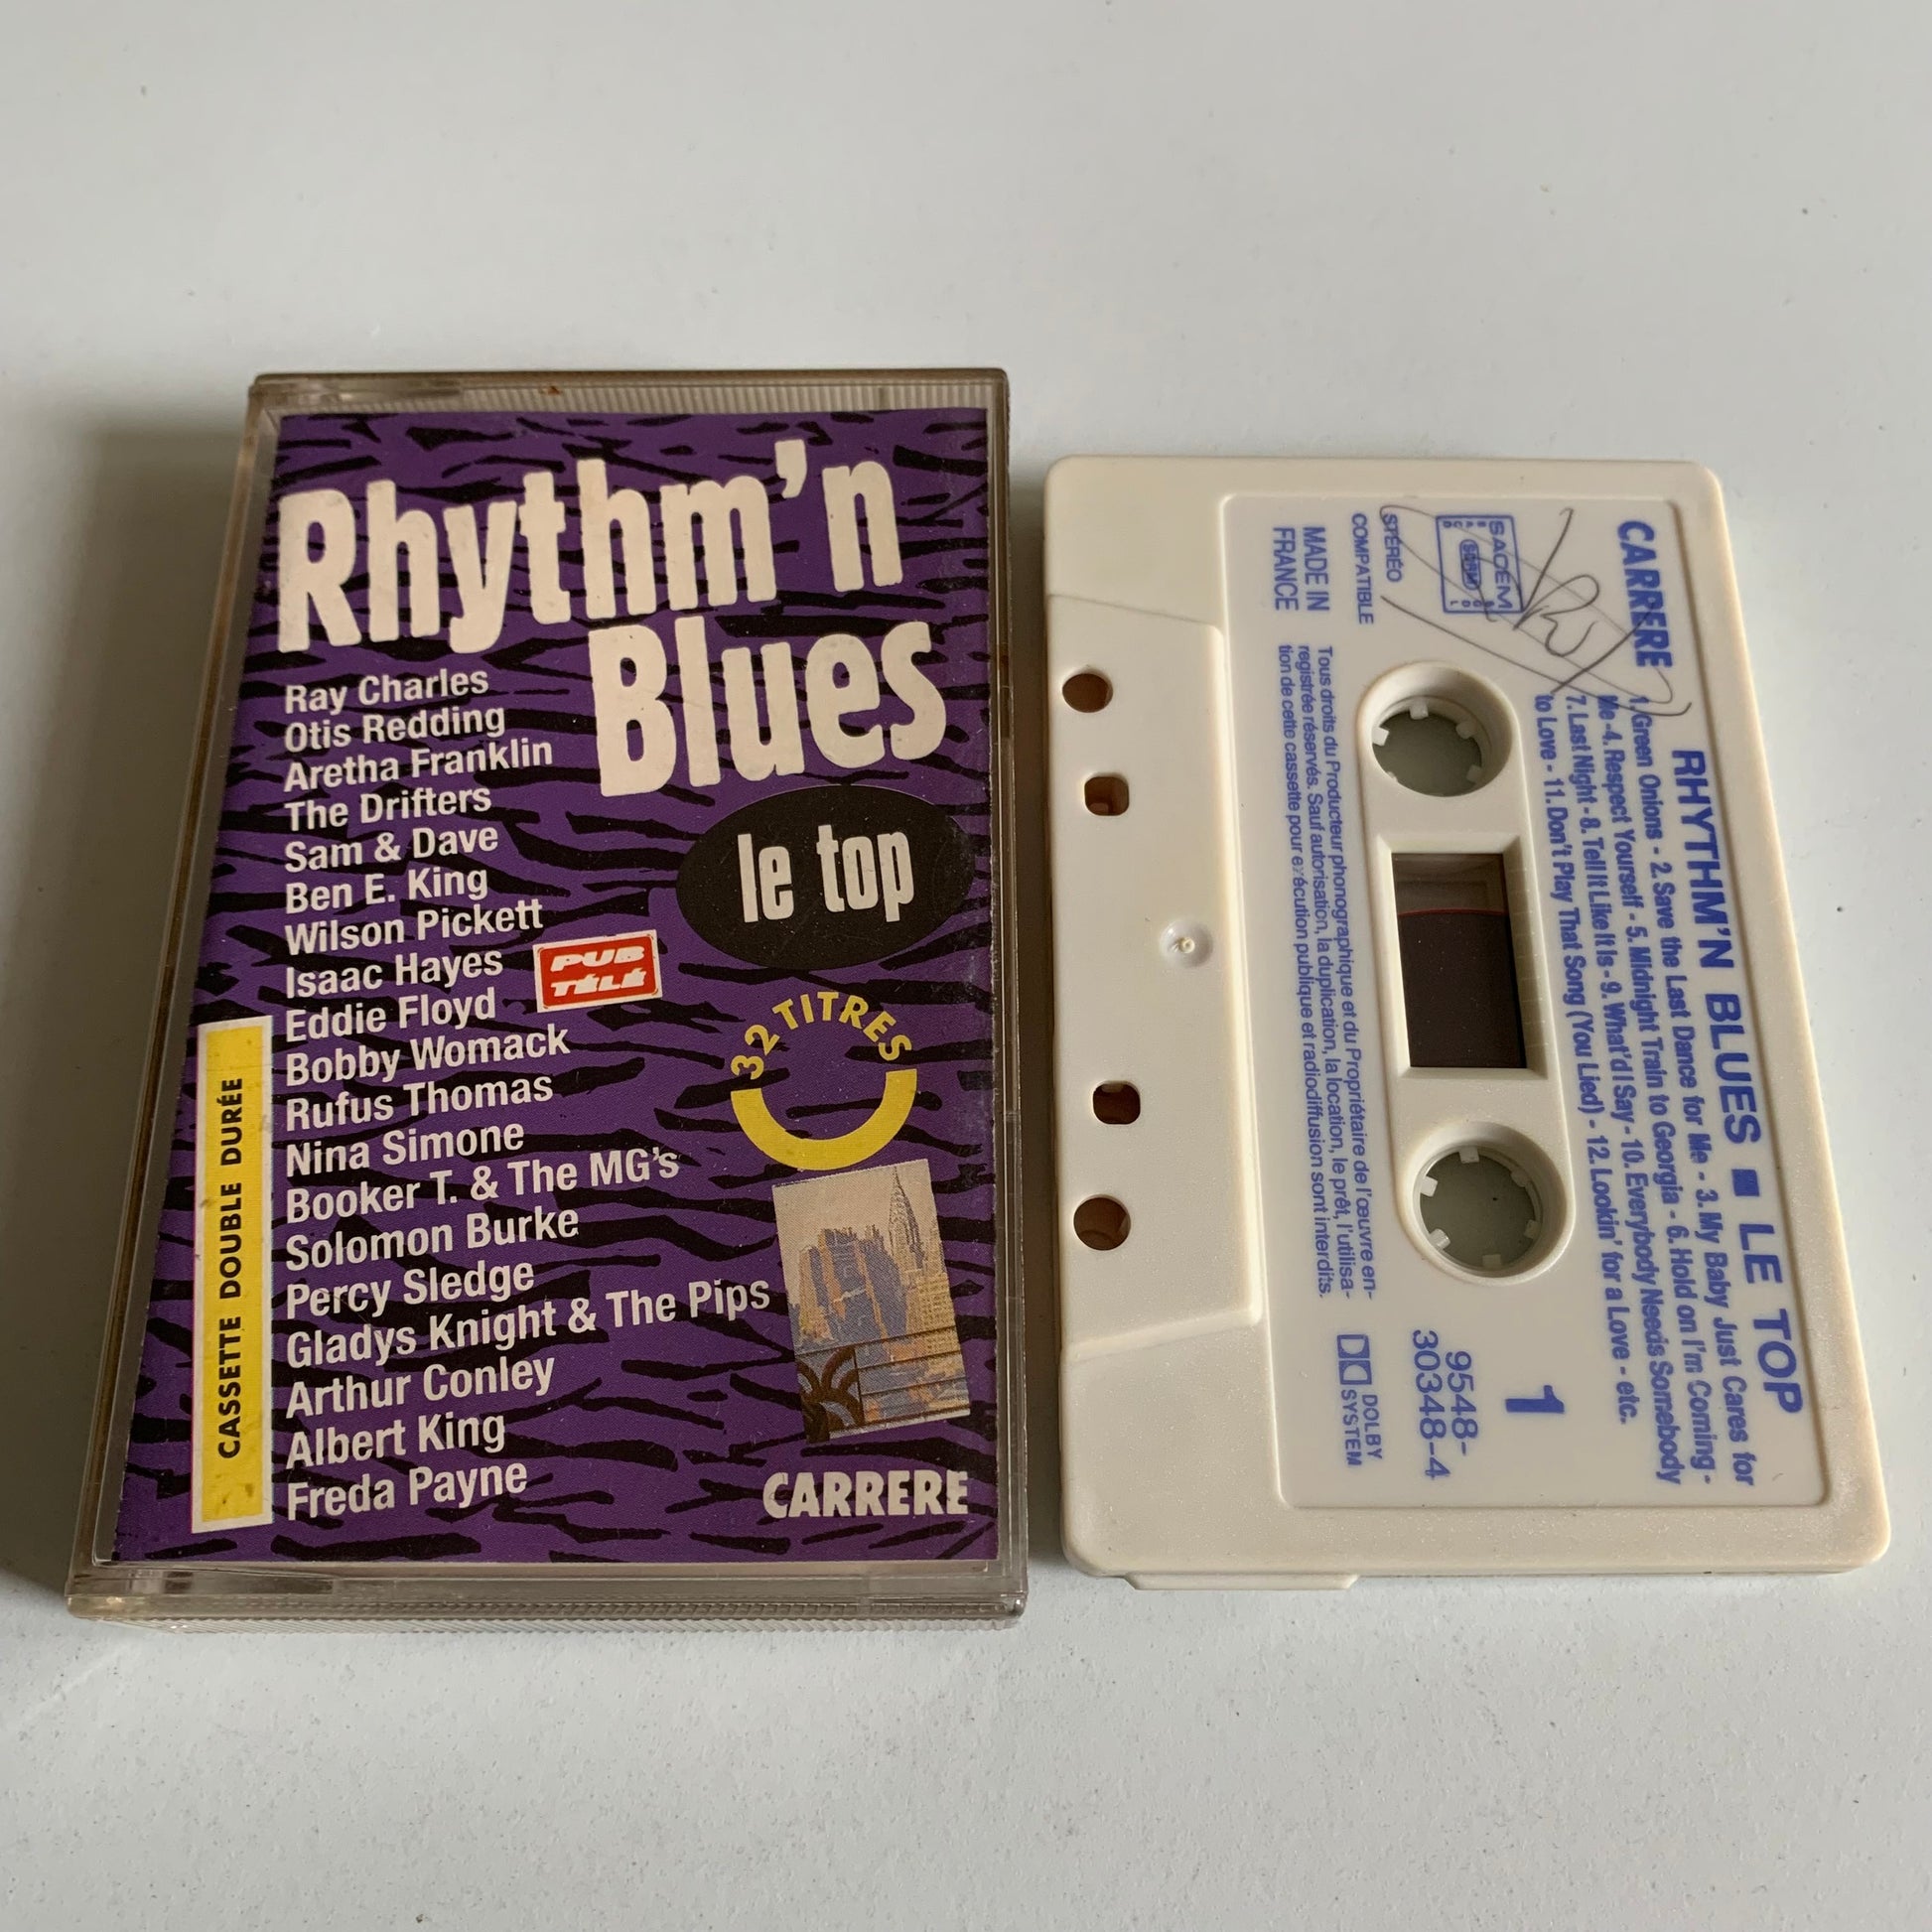 Rhythm'n
Blues
le top
Ray Charles
Otis Redding
Aretha Franklin
The Drifters
Sam & Dave
Ben E. King
Wilson Pickett
Isaac Hayes
Eddie Floyd
Bobby Womack
Rufus Thomas
Nina Simone
Booker T. & The MG's
Solomon Burke
Percy Sledge
Gladys Knight & The Pips
Arthur Conley
Albert King
Freda Payne
PUB
TÉLÉ
32 TITRES
CASSETTE DOUBLE DURÉE
CARRERE
RHYTHM'N BLUES ■ LE TOP
CARRERE
1. Green Onions - 2. Save the Last Dance for Me - 3. My Baby Just Cares for
Me - 4. Respect Yourself - 5. Midnight Train to Georgia - 6. Hold on I'm Coming -
7. Last Night - 8. Tell It Like It Is - 9. What'd I Say - 10. Everybody Needs Somebody
to Love - 11. Don't Play That Song (You Lied) - 12. Lookin' for a Love - etc.
SACEM
STÉRÉO
COMPATIBLE
MADE IN
FRANCE
1
9548-
30348-4
DOLBY
SYSTEM
Tous droits du Producteur phonographique et du Propriétaire de l'œuvre en-
registrée réservés. Sauf autorisation, la duplication, la location, le prêt, l'utilisa-
tion de cette cassette pour exécution publique et radiodiffusion sont interdits.